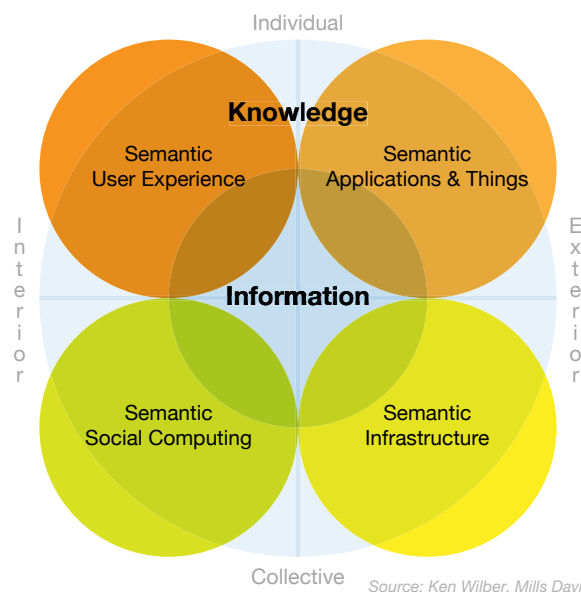 Individual
Knowledge
Semantic
User Experience
Semantic
Applications & Things
Interior
Exterior
Information
Semantic
Social Computing
Semantic
Infrastructure
Collective
Source: Ken Wilber, Mills